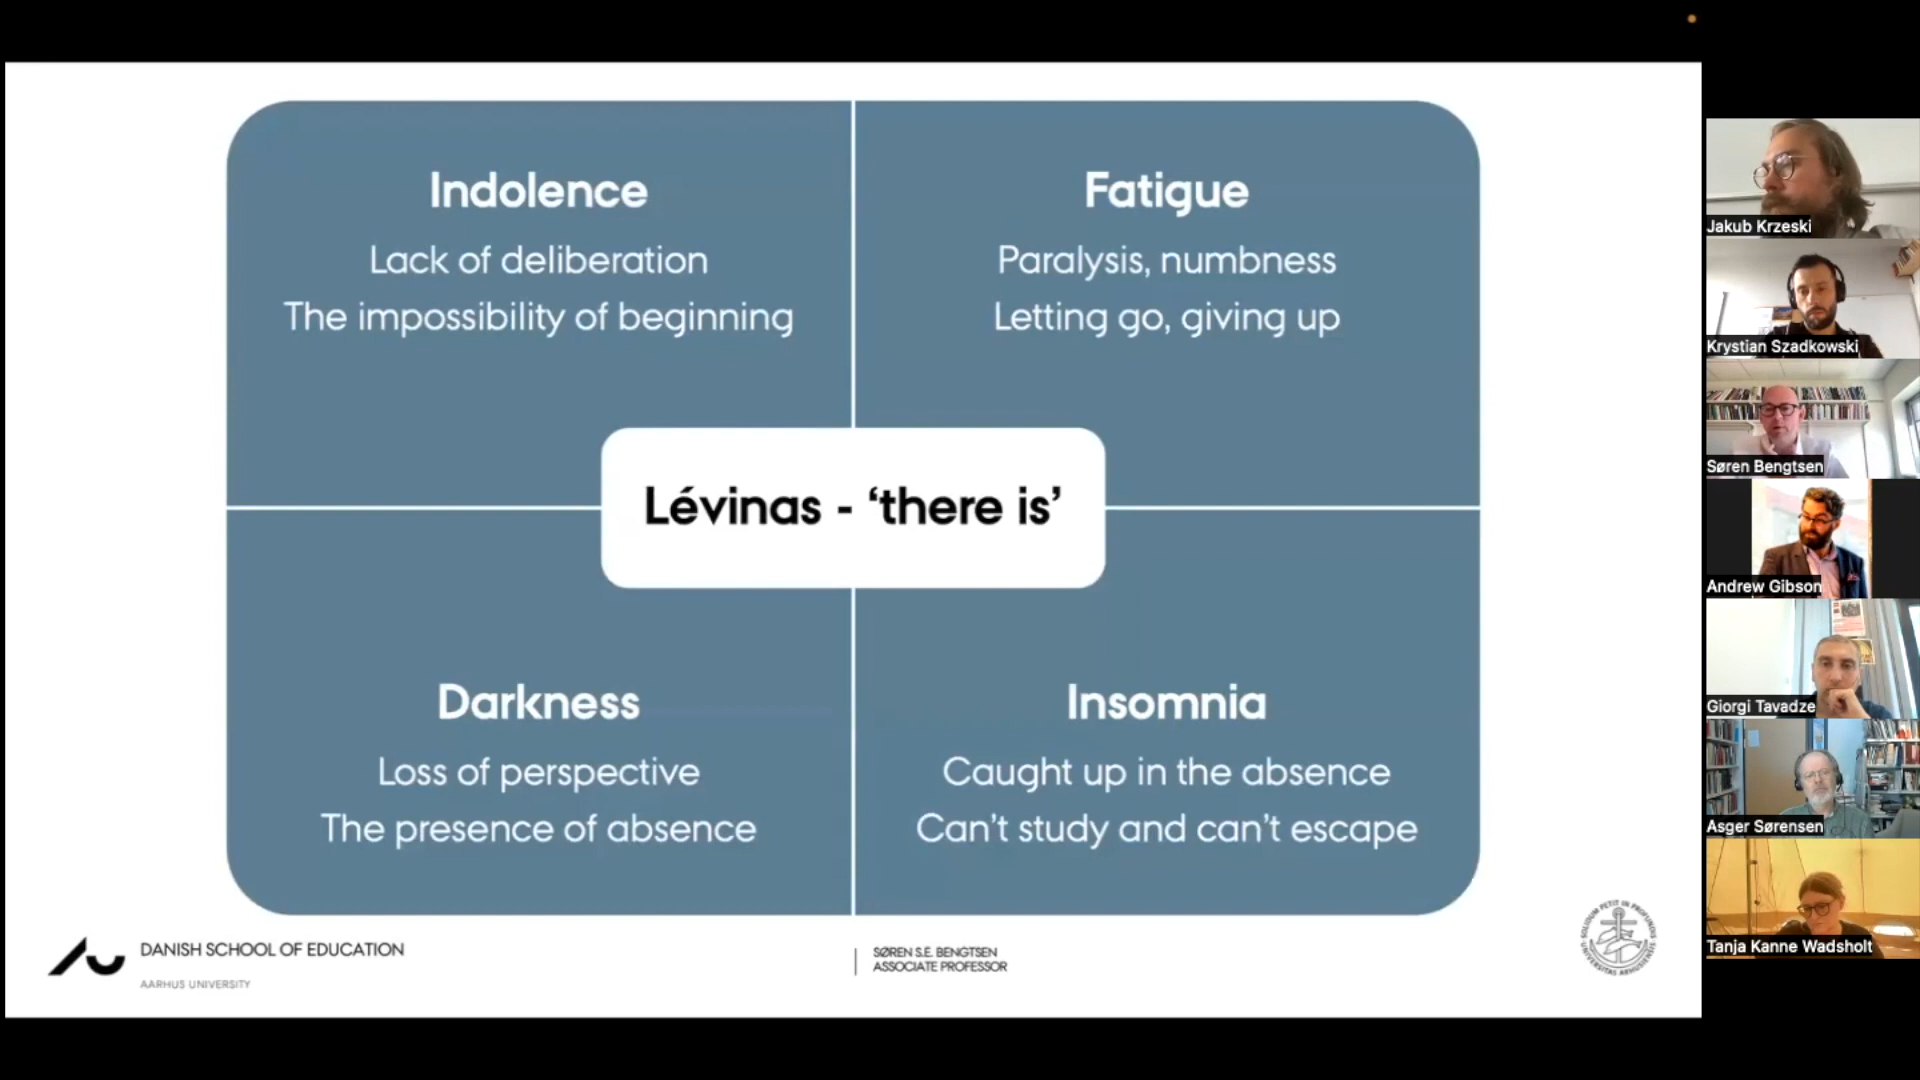 Indolence
Lack of deliberation
The impossibility of beginning
Fatigue
Paralysis, numbness
Letting go, giving up
Lévinas - ‘there is’
Darkness
Loss of perspective
The presence of absence
Insomnia
Caught up in the absence
Can’t study and can’t escape
DANISH SCHOOL OF EDUCATION
AARHUS UNIVERSITY
SØREN S.E. BENGTSEN
ASSOCIATE PROFESSOR
Jakub Krzeski
Krystian Szadkowski
Søren Bengtsen
Andrew Gibson
Giorgi Tavadze
Asger Sørensen
Tanja Kanne Wadsholt